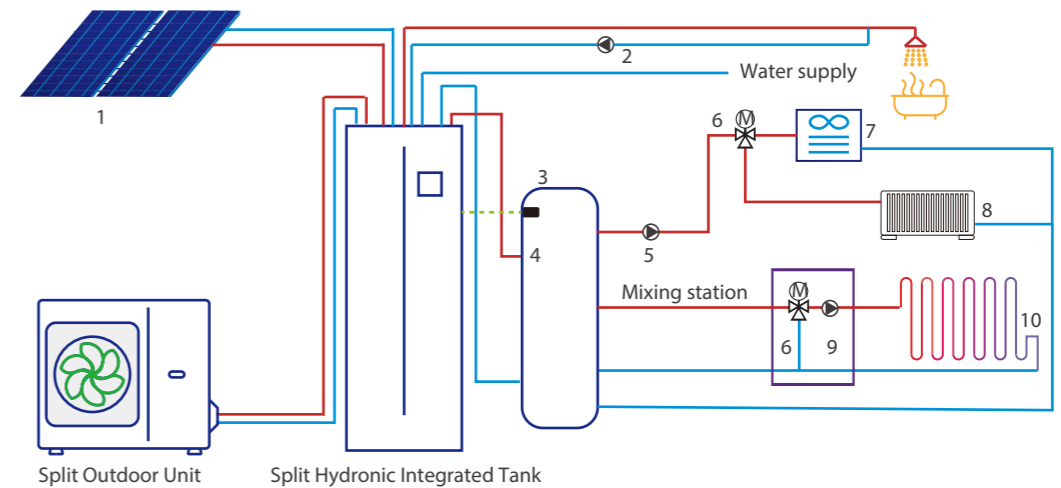 1
2
Water supply
6
M
7
3
8
4
5
Mixing station
M
10
6
9
Split Outdoor Unit
Split Hydronic Integrated Tank